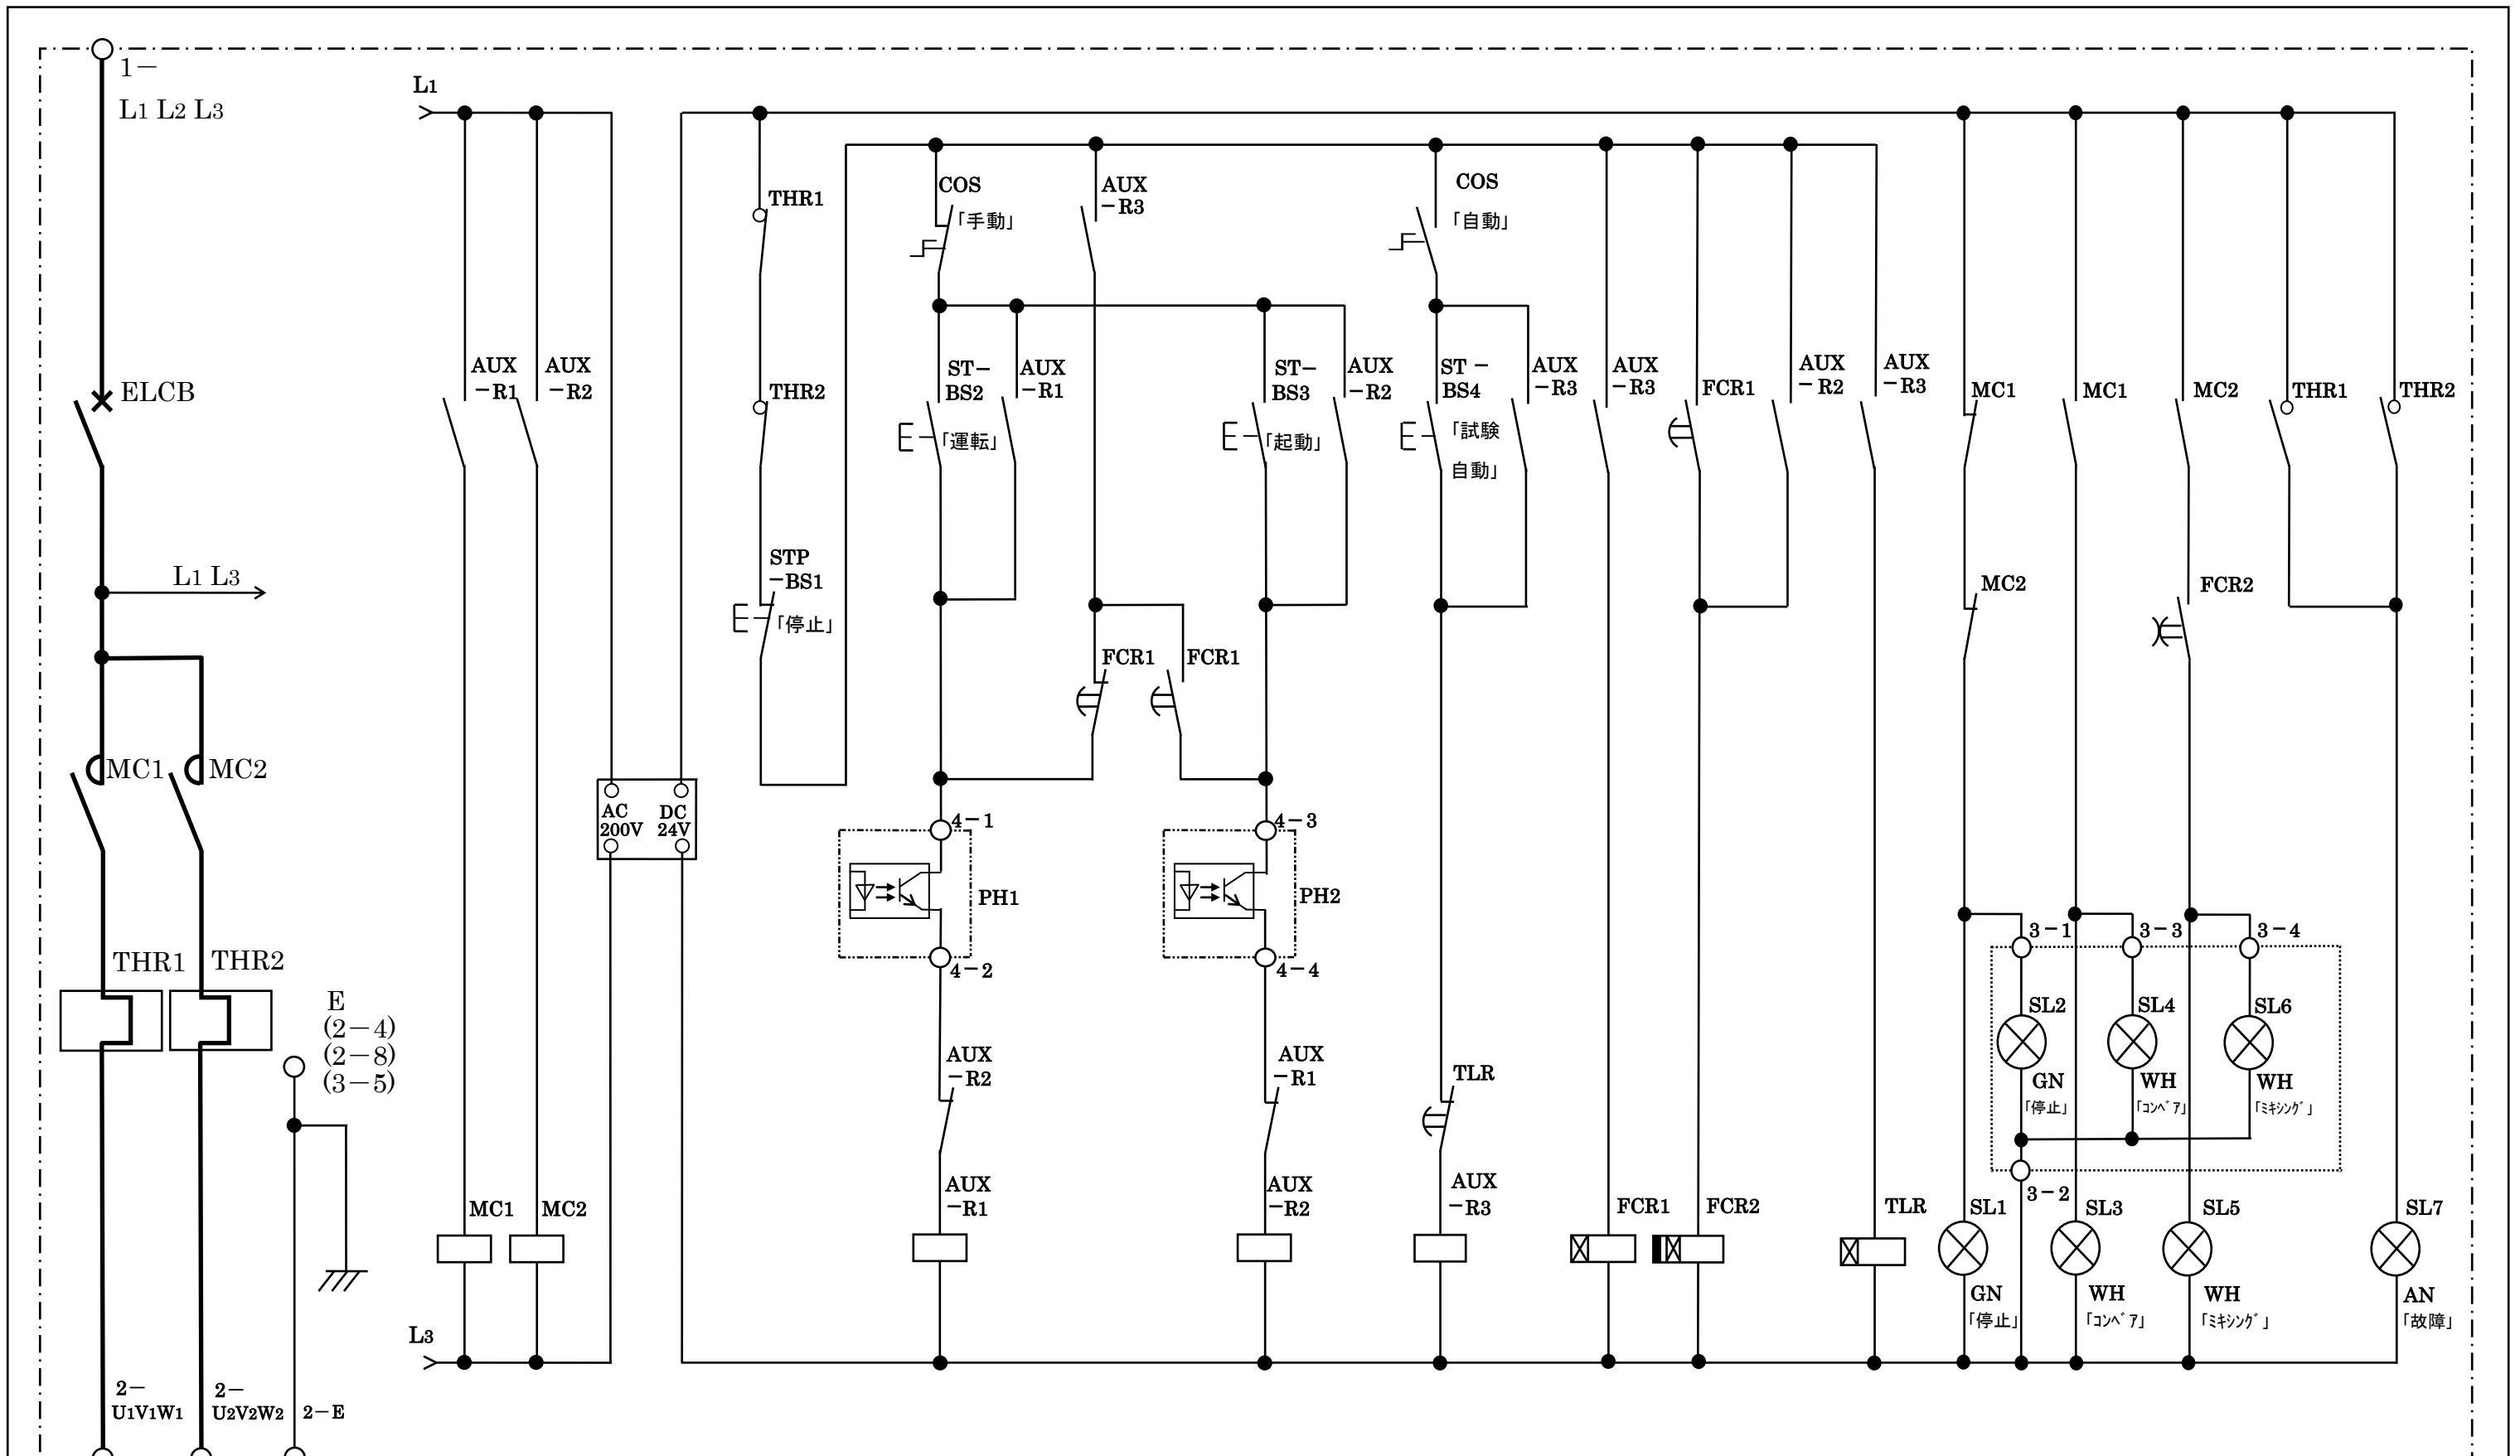 1－
L1 L2 L3
ELCB
L1 L3
MC1
MC2
THR1
THR2
E
(2－4)
(2－8)
(3－5)
2－
U1V1W1
2－
U2V2W2
2－E
L1
AUX
－R1
AUX
－R2
MC1
MC2
L3
AC
200V
DC
24V
THR1
THR2
STP
－BS1
「停止」
COS
「手動」
ST－
BS2
「運転」
AUX
－R1
AUX
－R3
FCR1
FCR1
4－1
PH1
4－2
AUX
－R2
AUX
－R1
ST－
BS3
「起動」
AUX
－R2
4－3
PH2
4－4
AUX
－R1
AUX
－R2
COS
「自動」
ST－
BS4
「試験
自動」
AUX
－R3
TLR
AUX
－R3
AUX
－R3
FCR1
FCR1
AUX
－R2
FCR2
AUX
－R3
TLR
MC1
MC2
SL1
GN
「停止」
3－1
SL2
GN
「停止」
3－2
MC1
SL3
WH
「ｺﾝﾍﾞｱ」
3－3
SL4
WH
「ｺﾝﾍﾞｱ」
MC2
FCR2
SL5
WH
「ﾐｷｼﾝｸﾞ」
3－4
SL6
WH
「ﾐｷｼﾝｸﾞ」
THR1
THR2
SL7
AN
「故障」